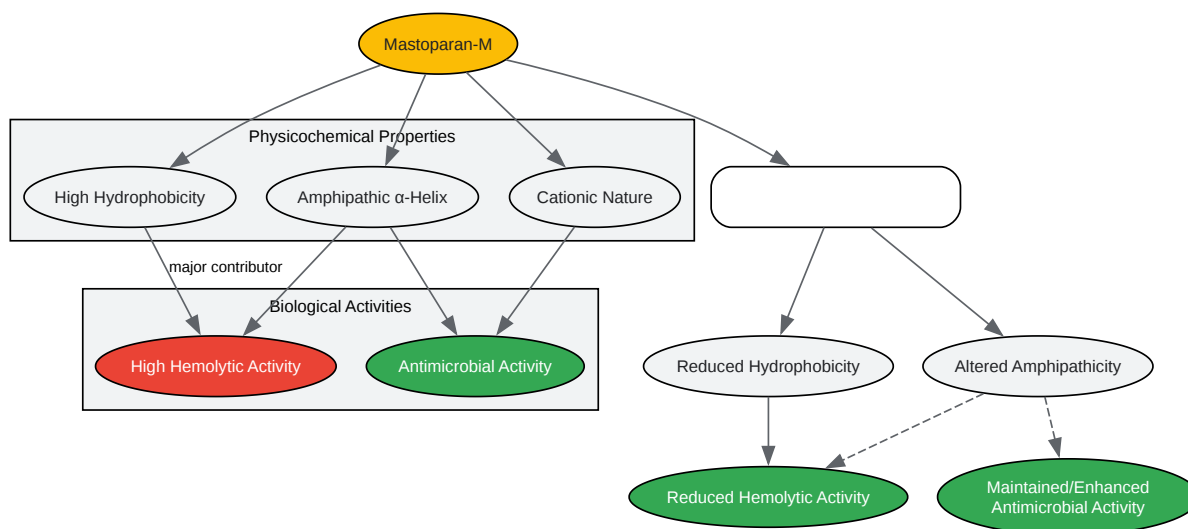 Mastoparan-M
Physicochemical Properties
High Hydrophobicity
Amphipathic α-Helix
Cationic Nature
major contributor
Biological Activities
High Hemolytic Activity
Antimicrobial Activity
Reduced Hydrophobicity
Altered Amphipathicity
Reduced Hemolytic Activity
Maintained/Enhanced
Antimicrobial Activity